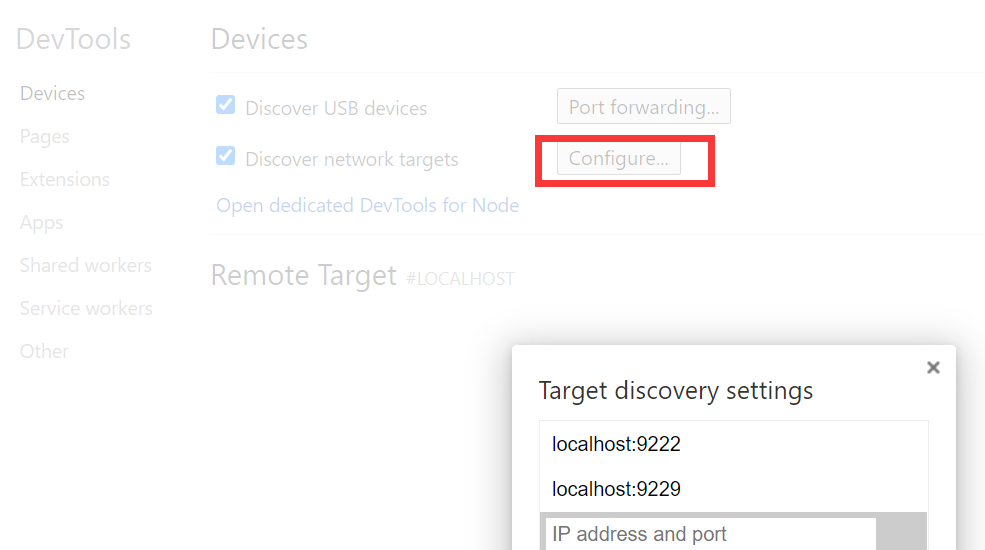 DevTools
Devices
Pages
Extensions
Apps
Shared workers
Service workers
Other
Devices
Discover USB devices
Port forwarding...
Discover network targets
Configure...
Open dedicated DevTools for Node
Remote Target #LOCALHOST
Target discovery settings
localhost:9222
localhost:9229
IP address and port